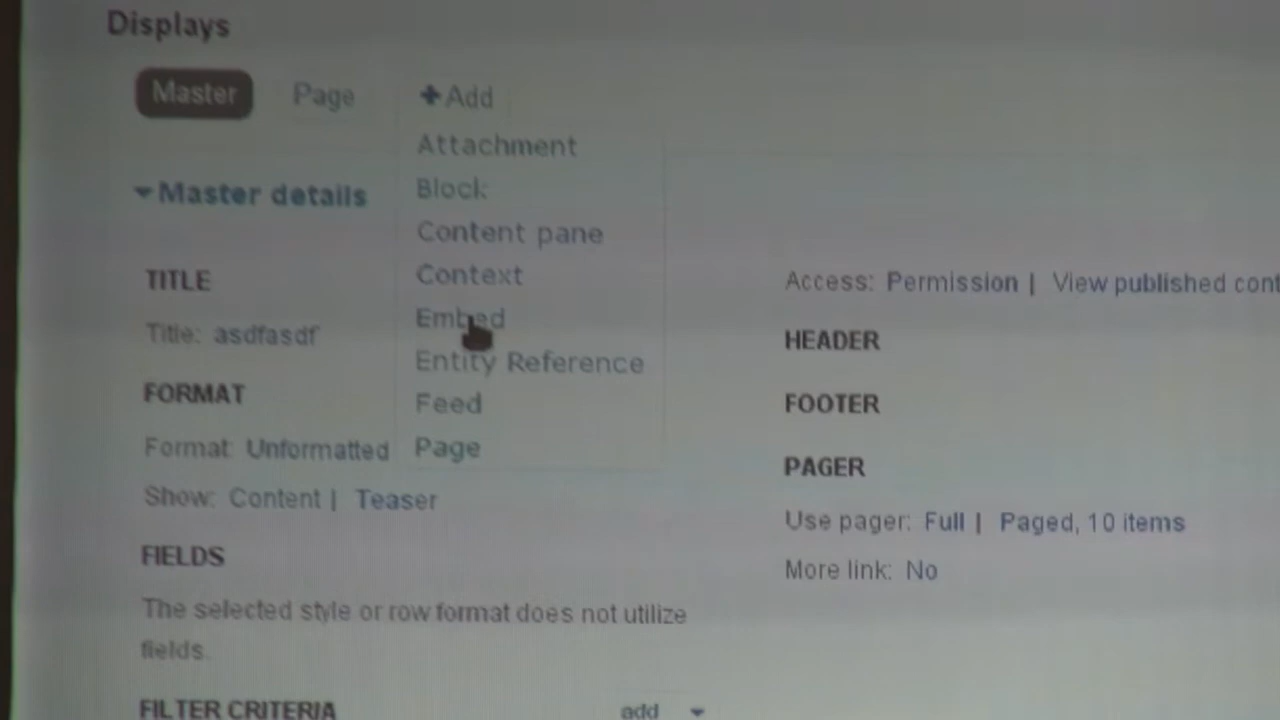 Displays
Master Page +Add
Attachment
Block
Content pane
Context
Embed
Entity Reference
Feed
Page
Master details
TITLE
Title: asdfasdf
FORMAT
Format: Unformatted
Show: Content | Teaser
FIELDS
The selected style or row format does not utilize
fields.
FILTER CRITERIA add
Access: Permission | View published cont
HEADER
FOOTER
PAGER
Use pager: Full | Paged, 10 items
More link: No